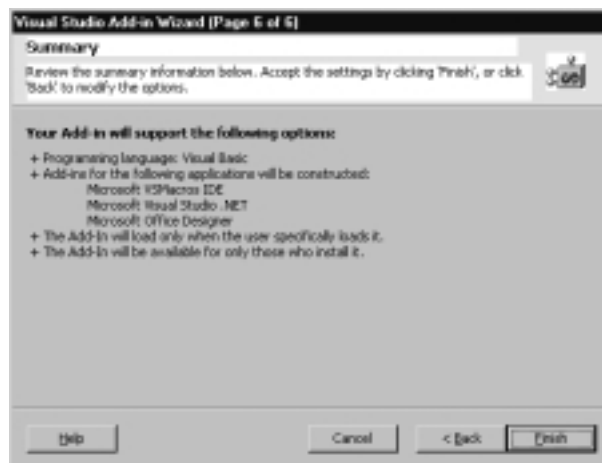 Visual Studio Add-in Wizard (Page 6 of 6)
Summary
Review the summary information below. Accept the settings by clicking 'Finish', or click
'Back' to modify the options.
Your Add-in will support the following options:
+ Programming language: Visual Basic
+ Add-ins for the following applications will be constructed:
Microsoft VSMacros IDE
Microsoft Visual Studio .NET
Microsoft Office Designer
+ The Add-In will load only when the user specifically loads it.
+ The Add-In will be available for only those who install it.
Help
Cancel
< Back
Finish